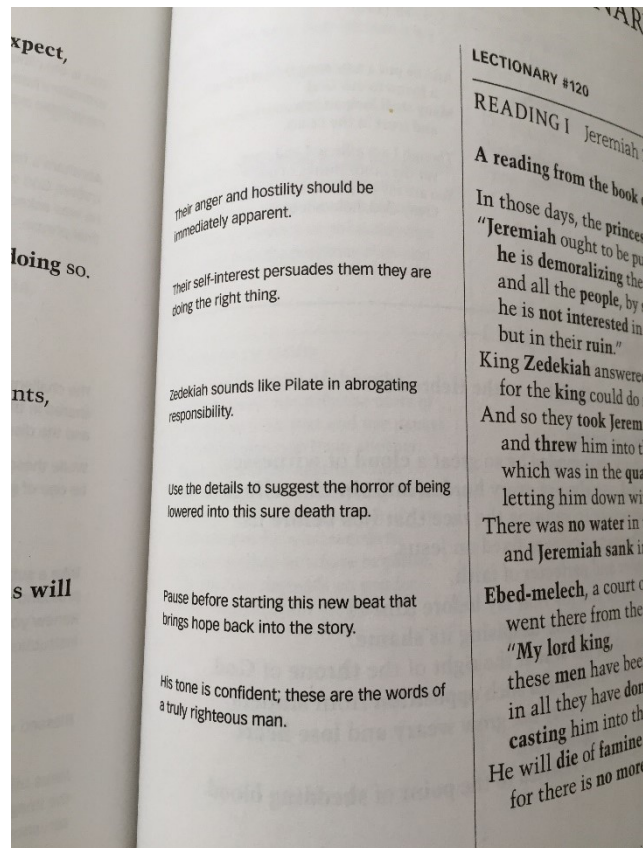 xpect,
doing so.
nts,
s will
Their anger and hostility should be
immediately apparent.
Their self-interest persuades them they are
doing the right thing.
Zedekiah sounds like Pilate in abrogating
responsibility.
Use the details to suggest the horror of being
lowered into this sure death trap.
Pause before starting this new beat that
brings hope back into the story.
His tone is confident; these are the words of
a truly righteous man.
NAR
LECTIONARY #120
READING I Jeremiah
A reading from the book
In those days, the princes
“Jeremiah ought to be pu
he is demoralizing the
and all the people, by
he is not interested in
but in their ruin.”
King Zedekiah answered
for the king could do
And so they took Jerem
and threw him into t
which was in the qua
letting him down wi
There was no water in
and Jeremiah sank i
Ebed-melech, a court o
went there from the
“My lord king,
these men have bee
in all they have don
casting him into th
He will die of famine
for there is no more